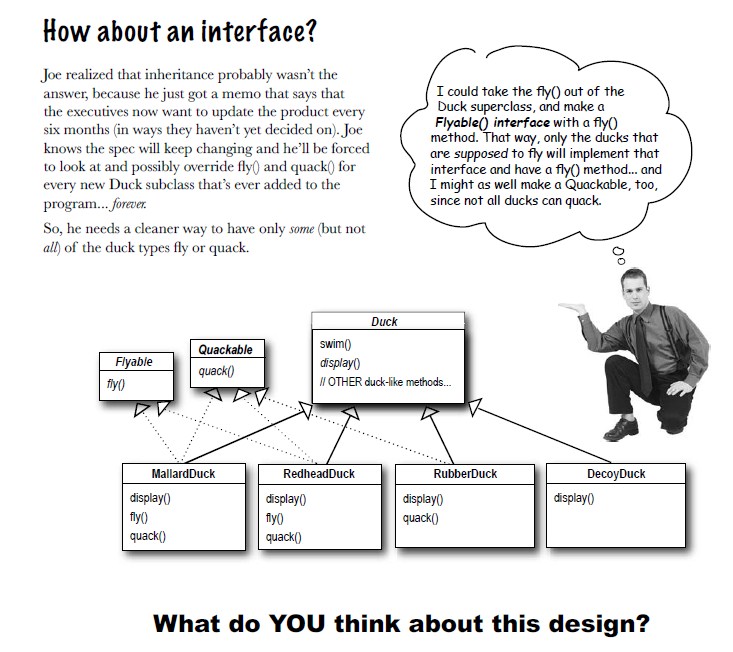 How about an interface?
Joe realized that inheritance probably wasn't the
answer, because he just got a memo that says that
the executives now want to update the product every
six months (in ways they haven't yet decided on). Joe
knows the spec will keep changing and he'll be forced
to look at and possibly override fly() and quack() for
every new Duck subclass that's ever added to the
program... forever.
So, he needs a cleaner way to have only some (but not
all) of the duck types fly or quack.
I could take the fly() out of the
Duck superclass, and make a
Flyable() interface with a fly()
method. That way, only the ducks that
are supposed to fly will implement that
interface and have a fly() method... and
I might as well make a Quackable, too,
since not all ducks can quack.
Flyable
fly()
Quackable
quack()
Duck
swim()
display()
// OTHER duck-like methods...
MallardDuck
display()
fly()
quack()
RedheadDuck
display()
fly()
quack()
RubberDuck
display()
quack()
DecoyDuck
display()
What do YOU think about this design?